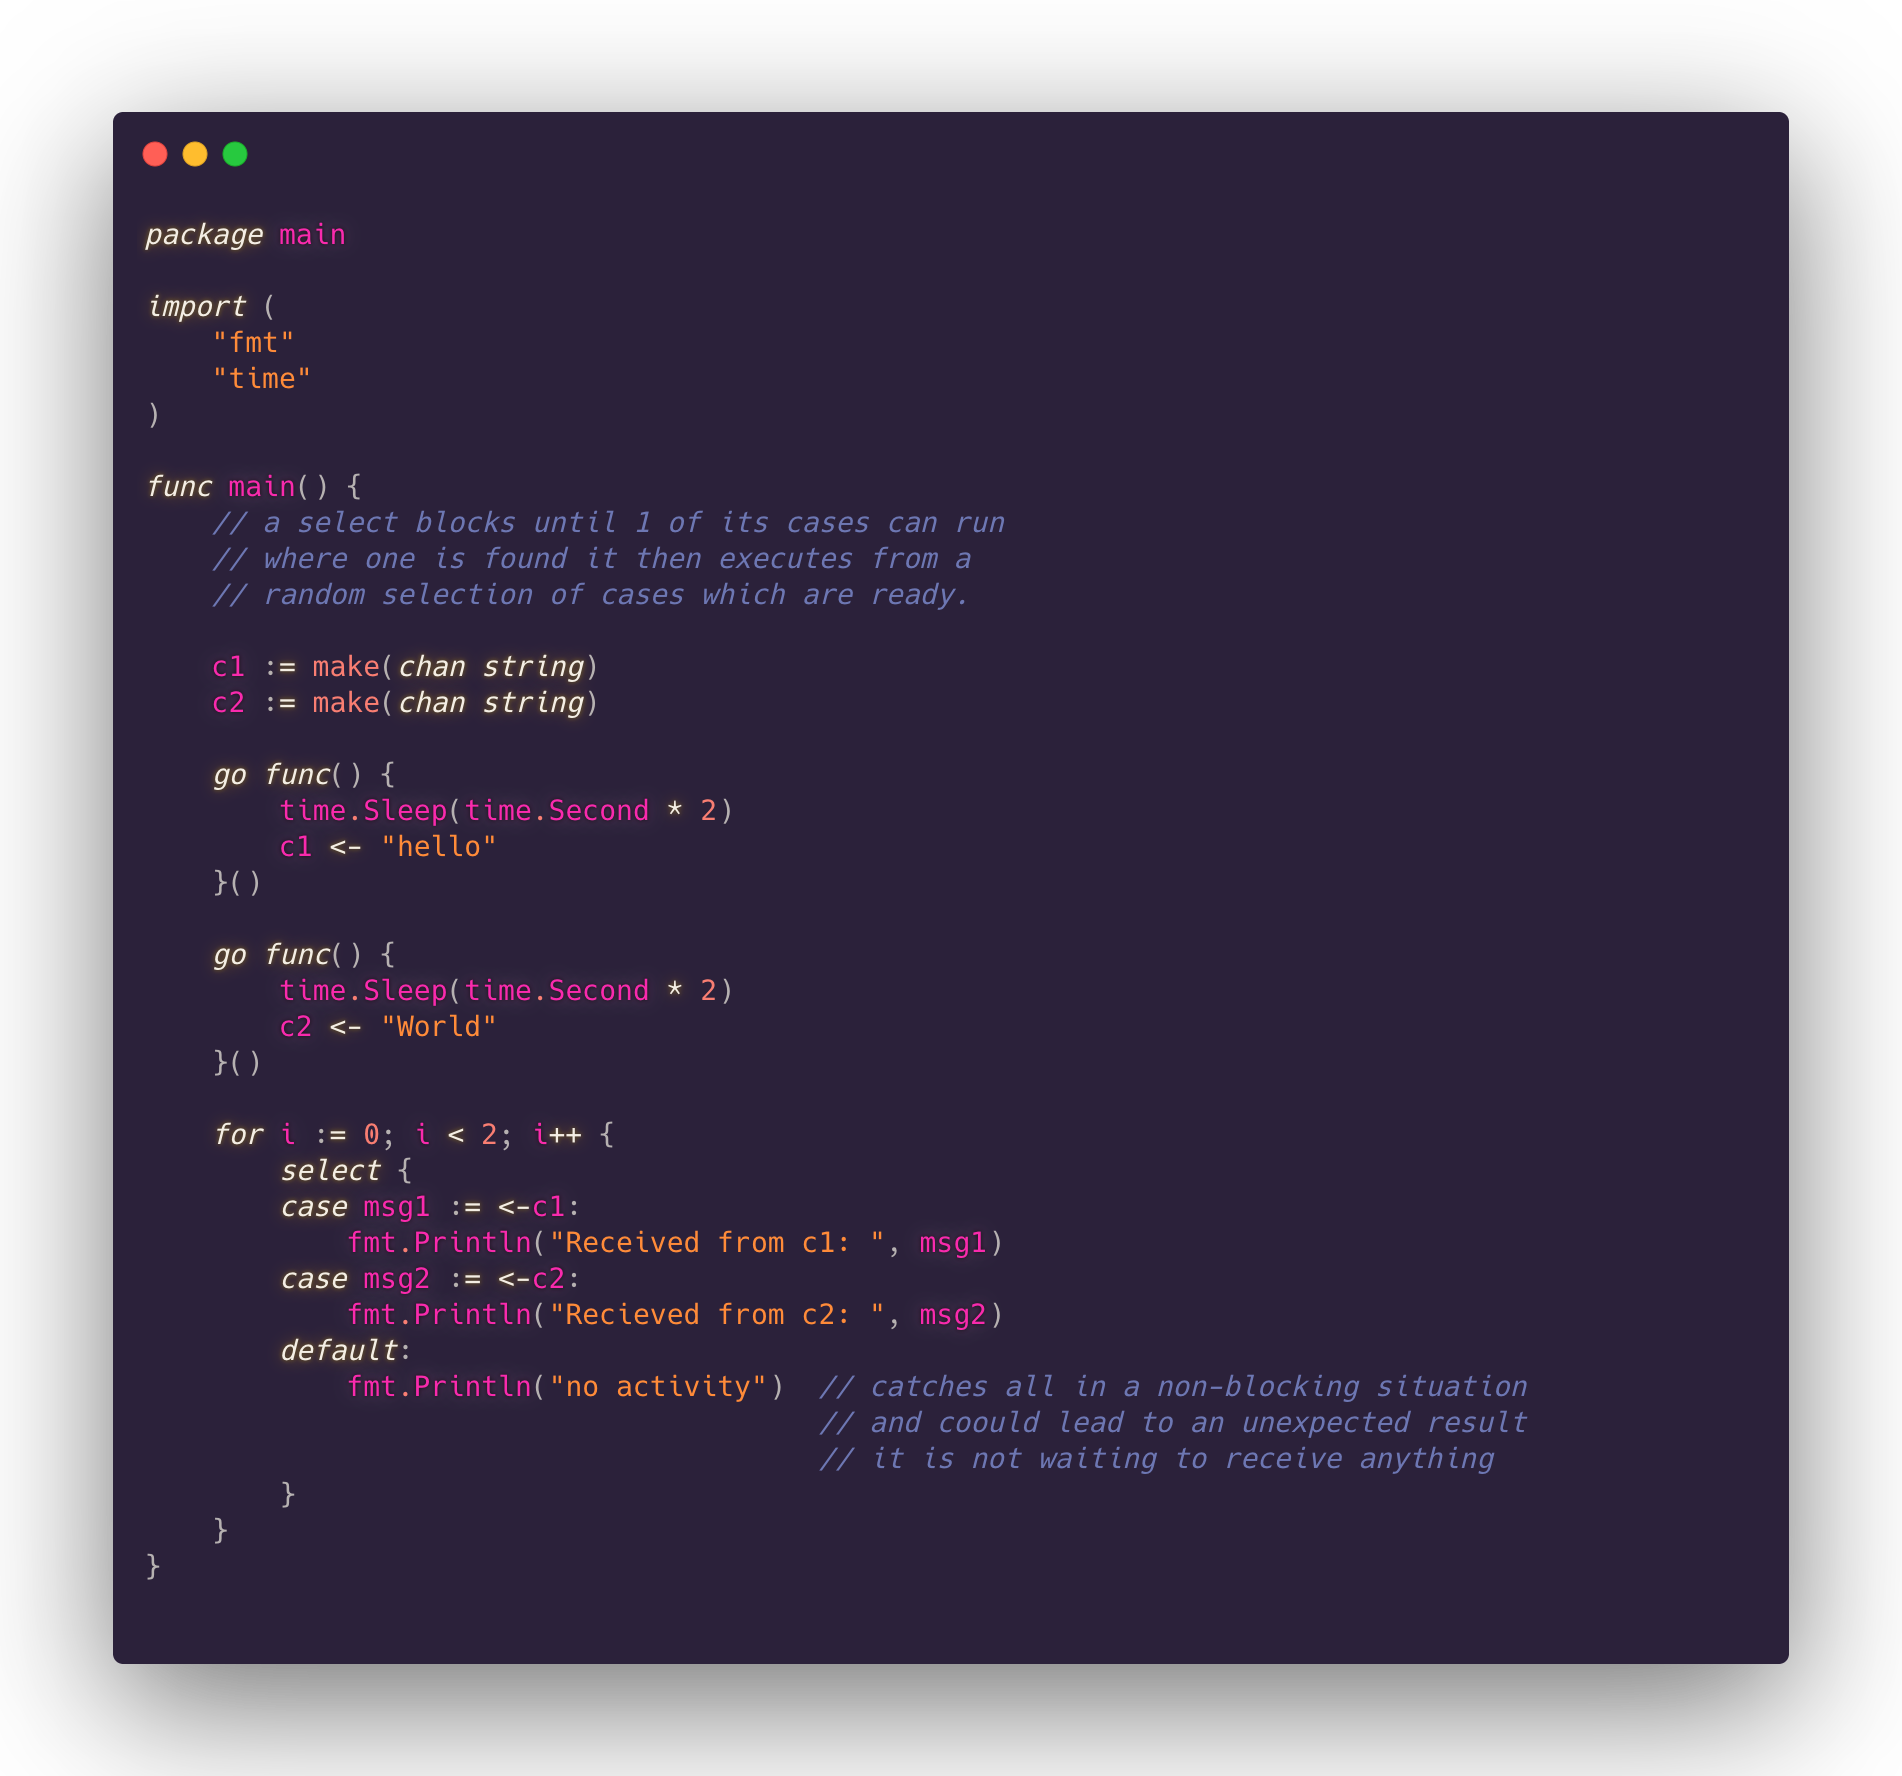 package main

import (
    "fmt"
    "time"
)

func main() {
    // a select blocks until 1 of its cases can run
    // where one is found it then executes from a
    // random selection of cases which are ready.

    c1 := make(chan string)
    c2 := make(chan string)

    go func() {
        time.Sleep(time.Second * 2)
        c1 <- "hello"
    }()

    go func() {
        time.Sleep(time.Second * 2)
        c2 <- "World"
    }()

    for i := 0; i < 2; i++ {
        select {
        case msg1 := <-c1:
            fmt.Println("Received from c1: ", msg1)
        case msg2 := <-c2:
            fmt.Println("Recieved from c2: ", msg2)
        default:
            fmt.Println("no activity")  // catches all in a non-blocking situation
                                        // and coould lead to an unexpected result
                                        // it is not waiting to receive anything
        }
    }
}